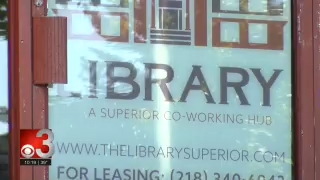 LIBRARY
A SUPERIOR CO-WORKING HUB
WWW.THELIBRARYSUPERIOR.COM
FOR LEASING: (218) 340-
3